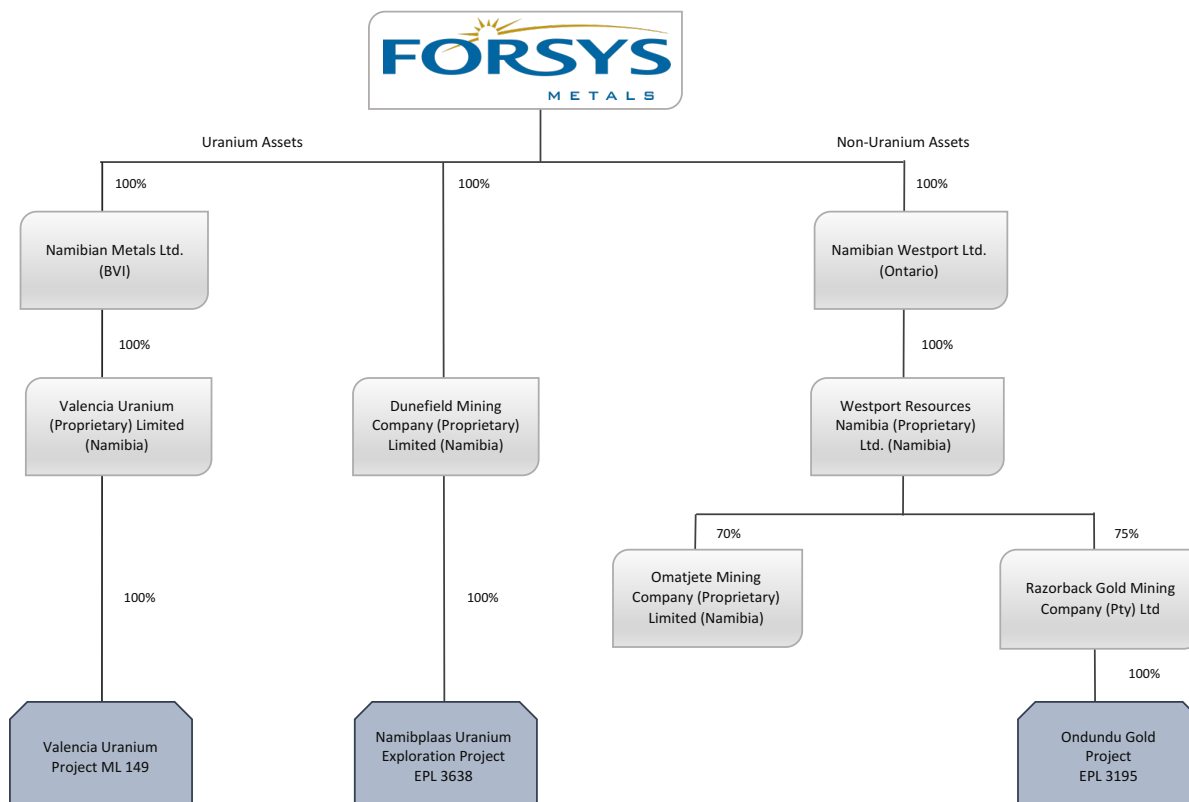 FORSYS
METALS
Uranium Assets
Non-Uranium Assets
100%
100%
100%
Namibian Metals Ltd.
(BVI)
Namibian Westport Ltd.
(Ontario)
100%
100%
Valencia Uranium
(Proprietary) Limited
(Namibia)
Dunefield Mining
Company (Proprietary)
Limited (Namibia)
Westport Resources
Namibia (Proprietary)
Ltd. (Namibia)
70%
75%
Omatjete Mining
Company (Proprietary)
Limited (Namibia)
Razorback Gold Mining
Company (Pty) Ltd
100%
100%
100%
Valencia Uranium
Project ML 149
Namibplaas Uranium
Exploration Project
EPL 3638
Ondundu Gold
Project
EPL 3195